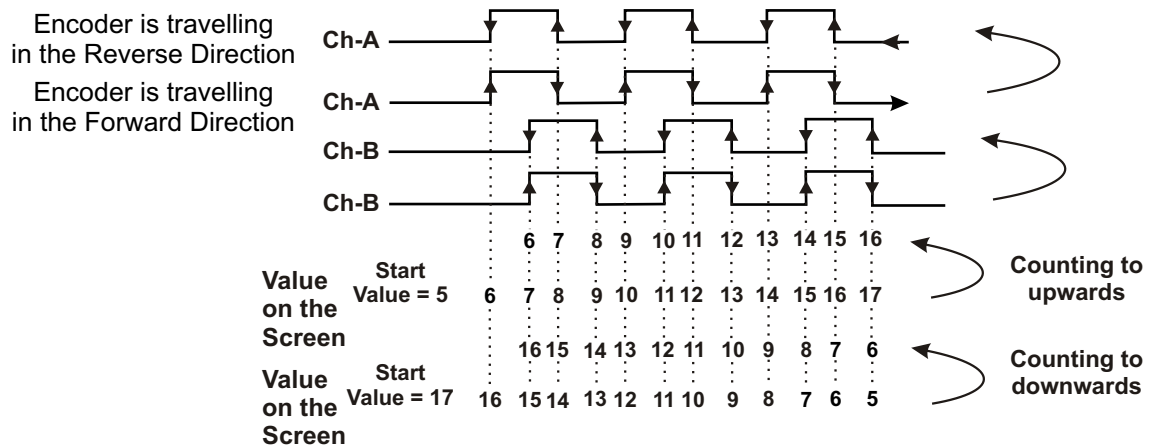 Encoder is travelling
in the Reverse Direction
Ch-A
Encoder is travelling
in the Forward Direction
Ch-A
Ch-B
Ch-B
6 7 8 9 10 11 12 13 14 15 16
Value
on the
Screen
Start
Value = 5
6 7 8 9 10 11 12 13 14 15 16 17
Counting to
upwards
16 15 14 13 12 11 10 9 8 7 6
Value
on the
Screen
Start
Value = 17
16 15 14 13 12 11 10 9 8 7 6 5
Counting to
downwards